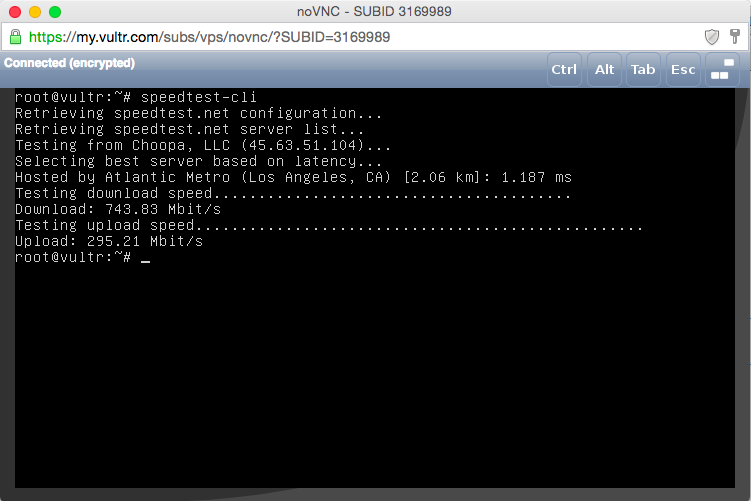 noVNC - SUBID 3169989
https://my.vultr.com/subs/vps/novnc/?SUBID=3169989
Connected (encrypted)
Ctrl Alt Tab Esc
root@vultr:~# speedtest-cli
Retrieving speedtest.net configuration...
Retrieving speedtest.net server list...
Testing from Choopa, LLC (45.63.51.104)...
Selecting best server based on latency...
Hosted by Atlantic Metro (Los Angeles, CA) [2.06 km]: 1.187 ms
Testing download speed........................................
Download: 743.83 Mbit/s
Testing upload speed..................................................
Upload: 295.21 Mbit/s
root@vultr:~# _